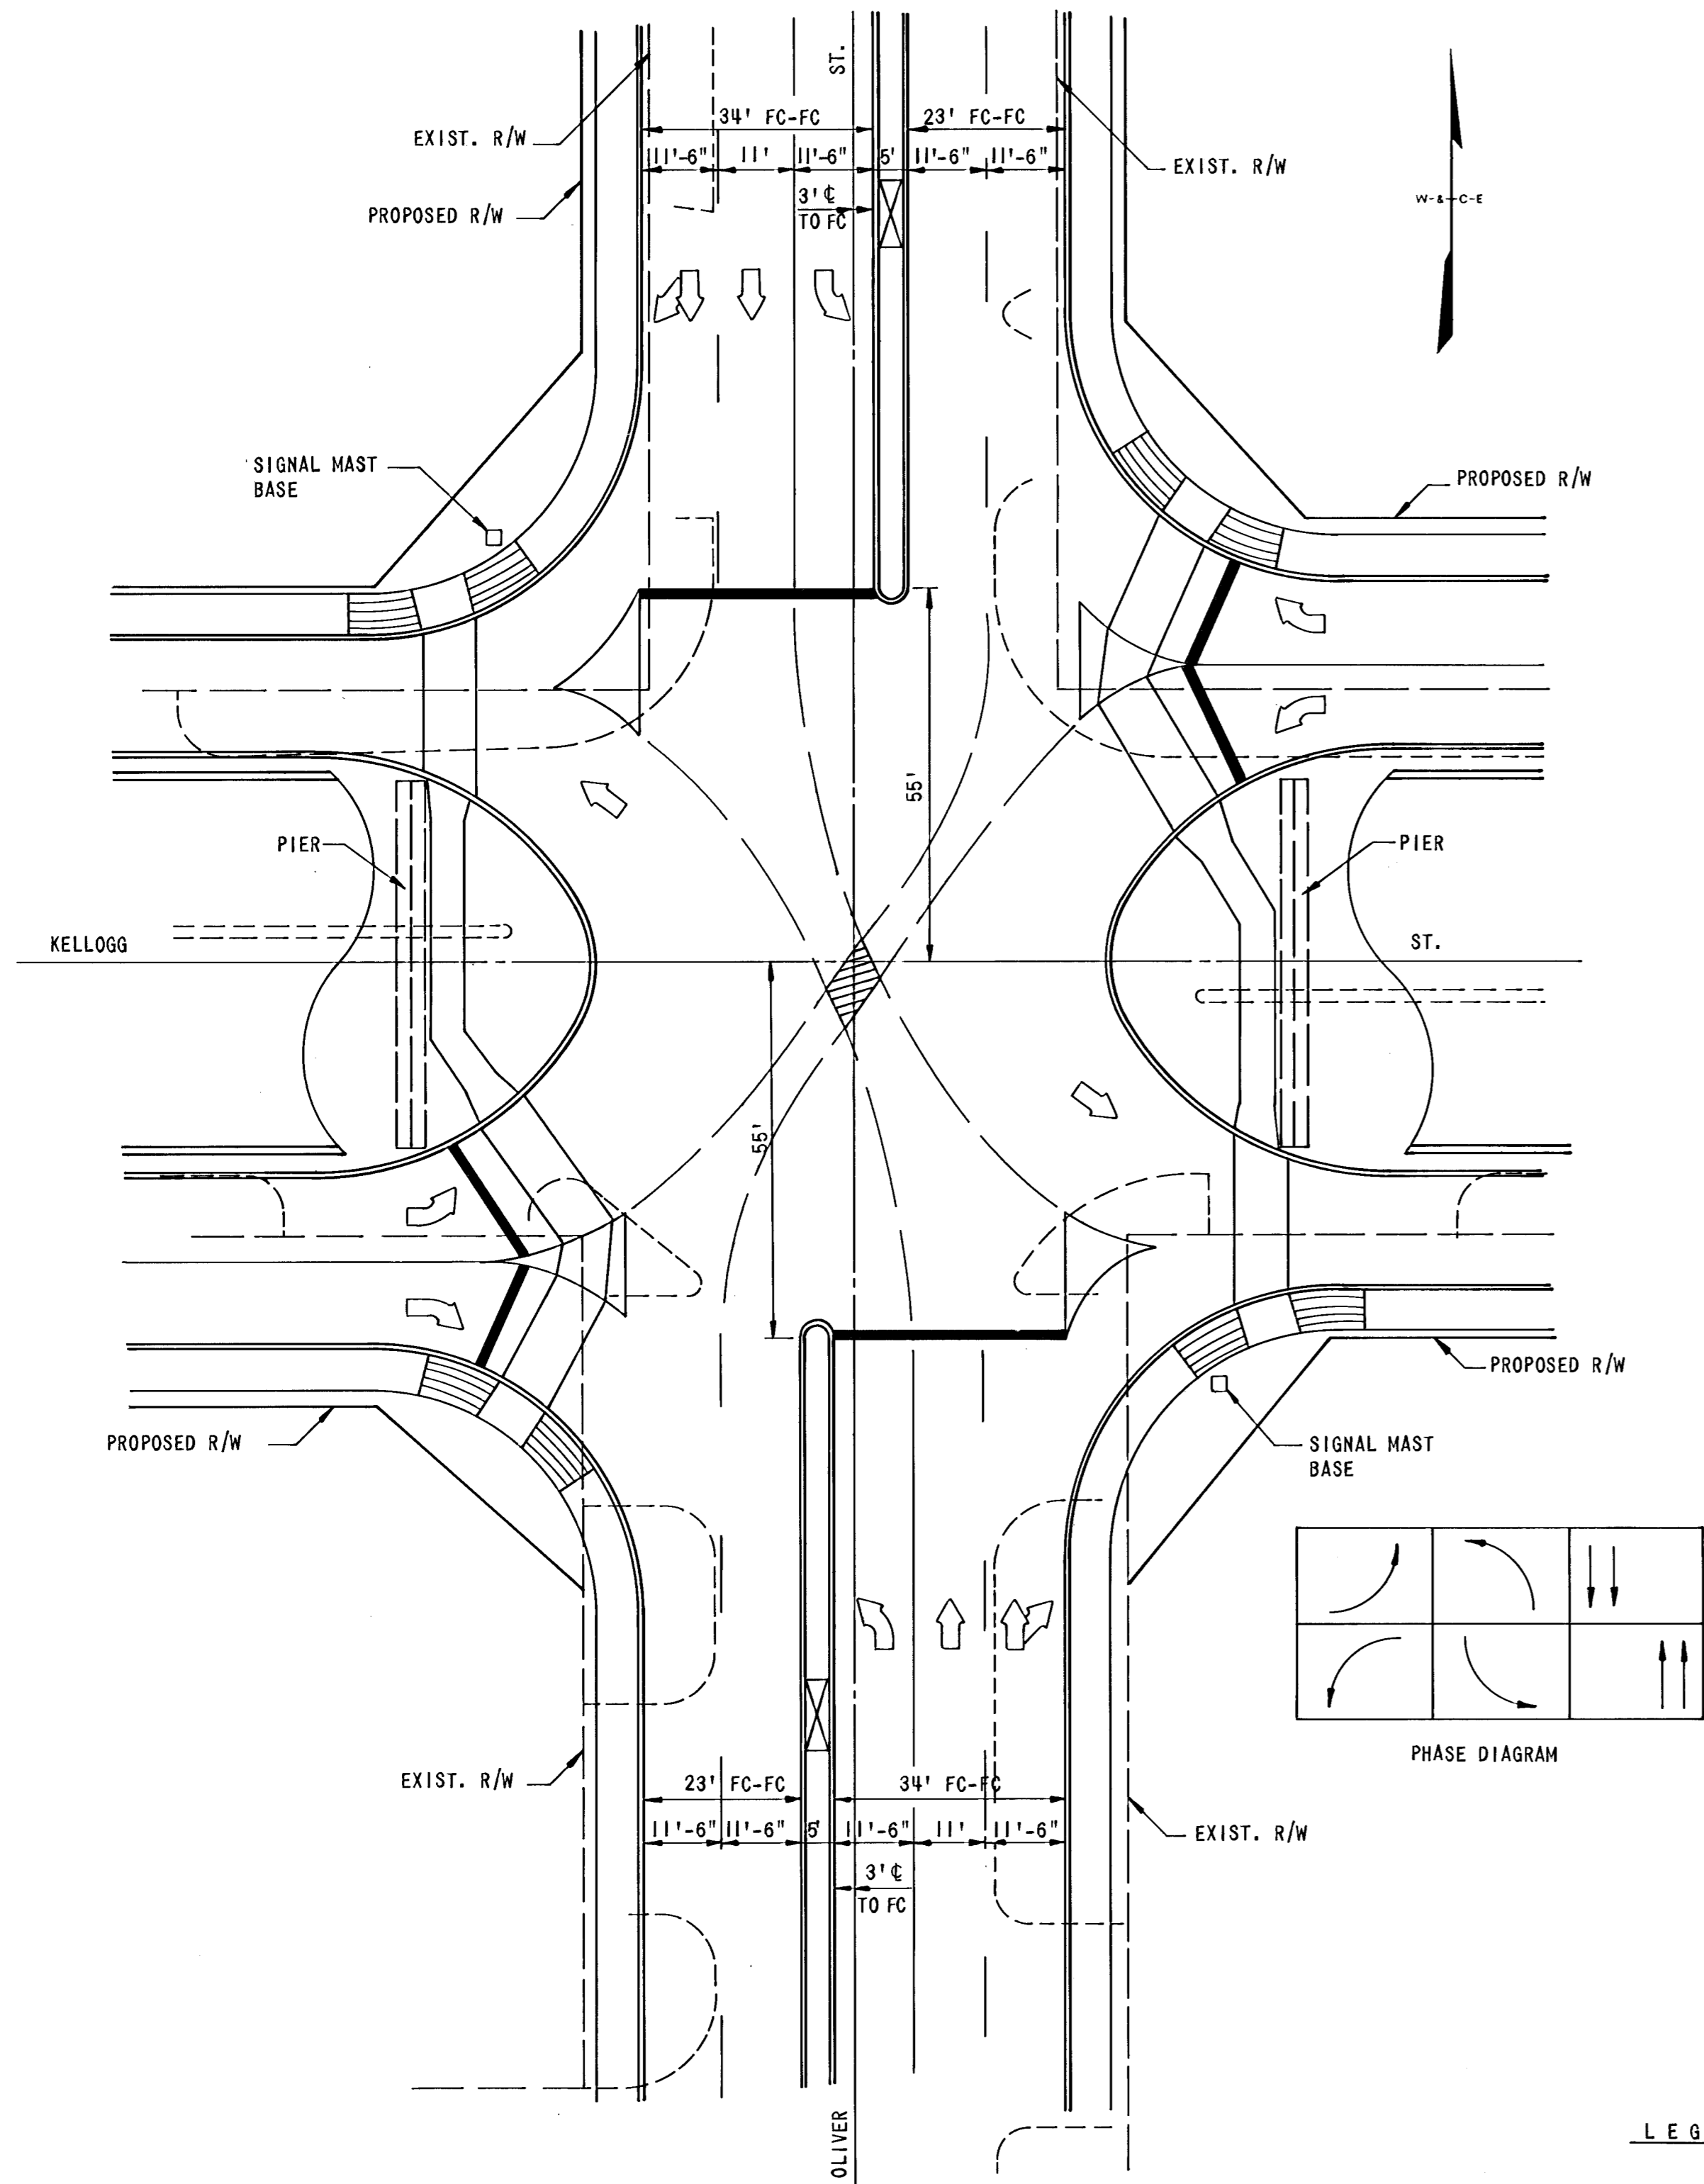 ST.
34' FC-FC
23' FC-FC
EXIST. R/W
11'-6"
11'
11'-6"
5'
11'-6"
11'-6"
EXIST. R/W
3' ℄
TO FC
PROPOSED R/W
W-&-C-E
SIGNAL MAST
BASE
PROPOSED R/W
55'
PIER
PIER
KELLOGG
ST.
55'
PROPOSED R/W
PROPOSED R/W
SIGNAL MAST
BASE
PHASE DIAGRAM
EXIST. R/W
23' FC-FC
34' FC-FC
11'-6"
11'-6"
5'
11'-6"
11'
11'-6"
EXIST. R/W
3' ℄
TO FC
OLIVER
LEG